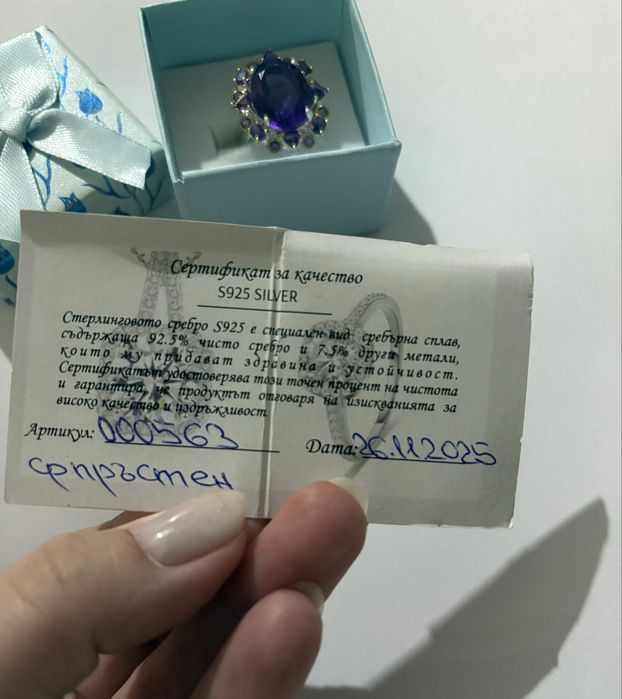 Сертификат за качество
S925 SILVER
Стерлинговото сребро S925 е специален вид сребърна сплав,
съдържаща 92.5% чисто сребро и 7.5% други метали,
които му придават здравина и устойчивост.
Сертификатът удостоверява този точен процент на чистота
и гарантира, че продуктът отговаря на изискванията за
високо качество и издръжливост.
Артикул: 000563 Дата: 26.11.2025
ср пръстен